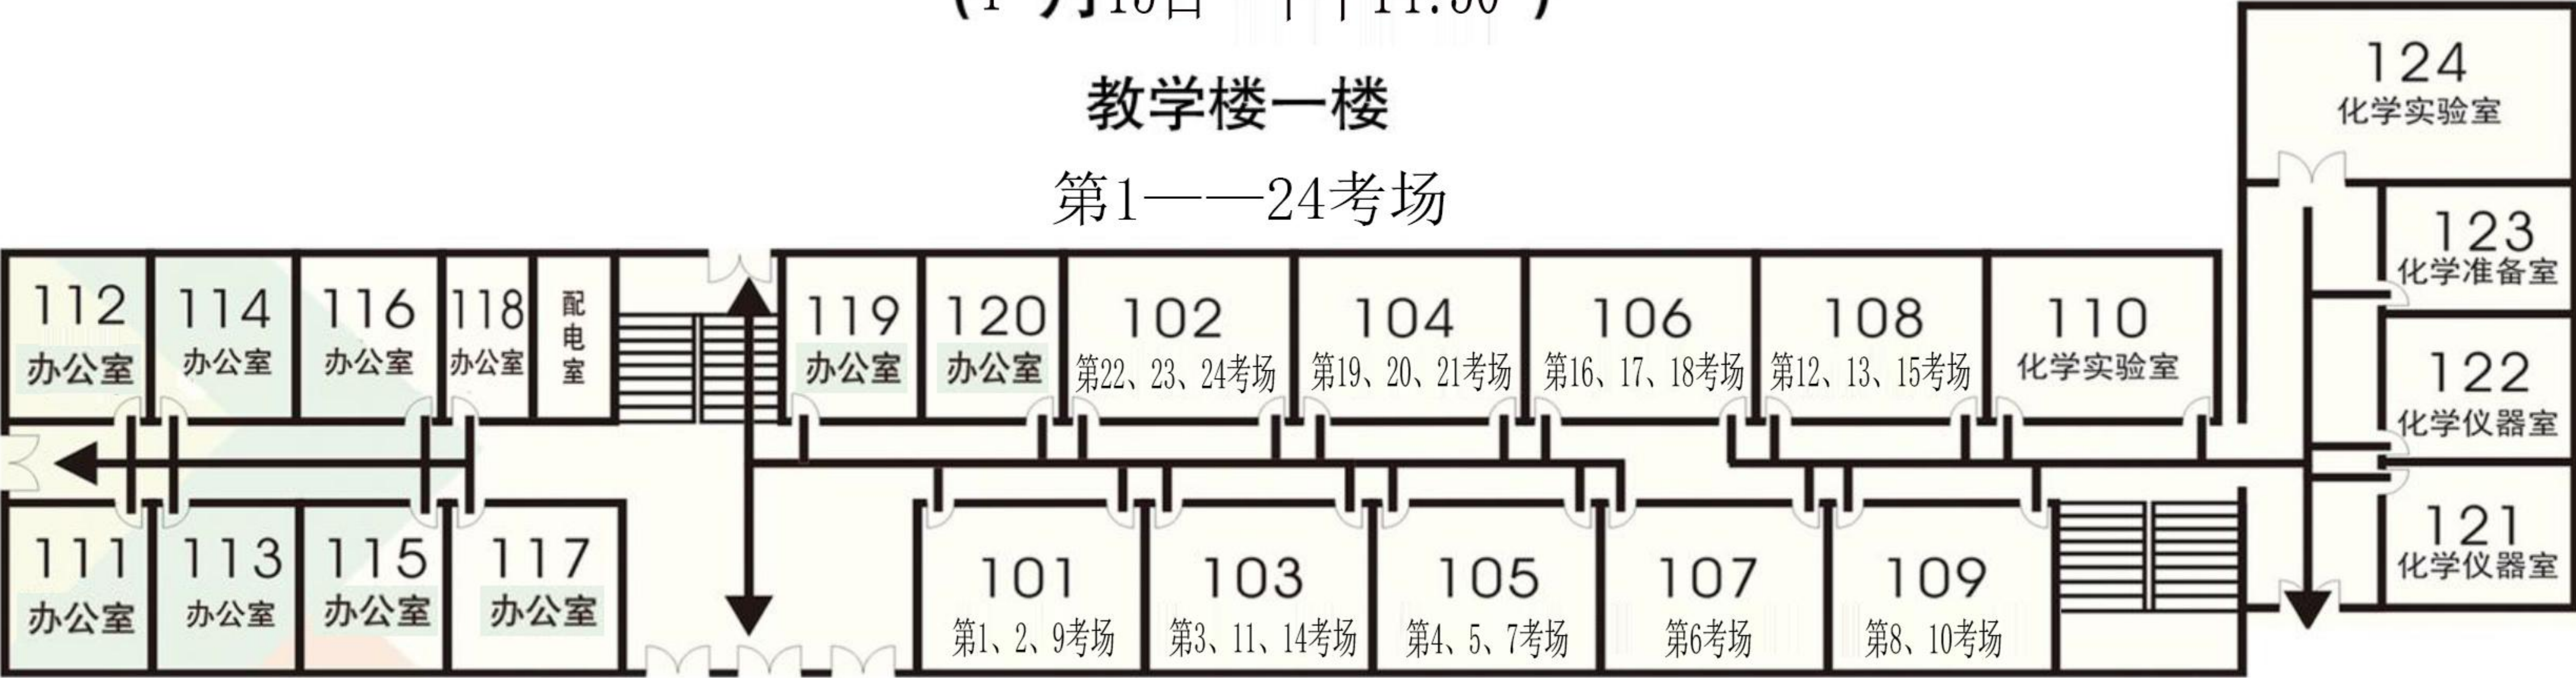 教学楼一楼
第1——24考场
124
化学实验室
123
化学准备室
122
化学仪器室
121
化学仪器室
112
办公室
114
办公室
116
办公室
118
办公室
配电室
119
办公室
120
办公室
102
第22、23、24考场
104
第19、20、21考场
106
第16、17、18考场
108
第12、13、15考场
110
化学实验室
111
办公室
113
办公室
115
办公室
117
办公室
101
第1、2、9考场
103
第3、11、14考场
105
第4、5、7考场
107
第6考场
109
第8、10考场